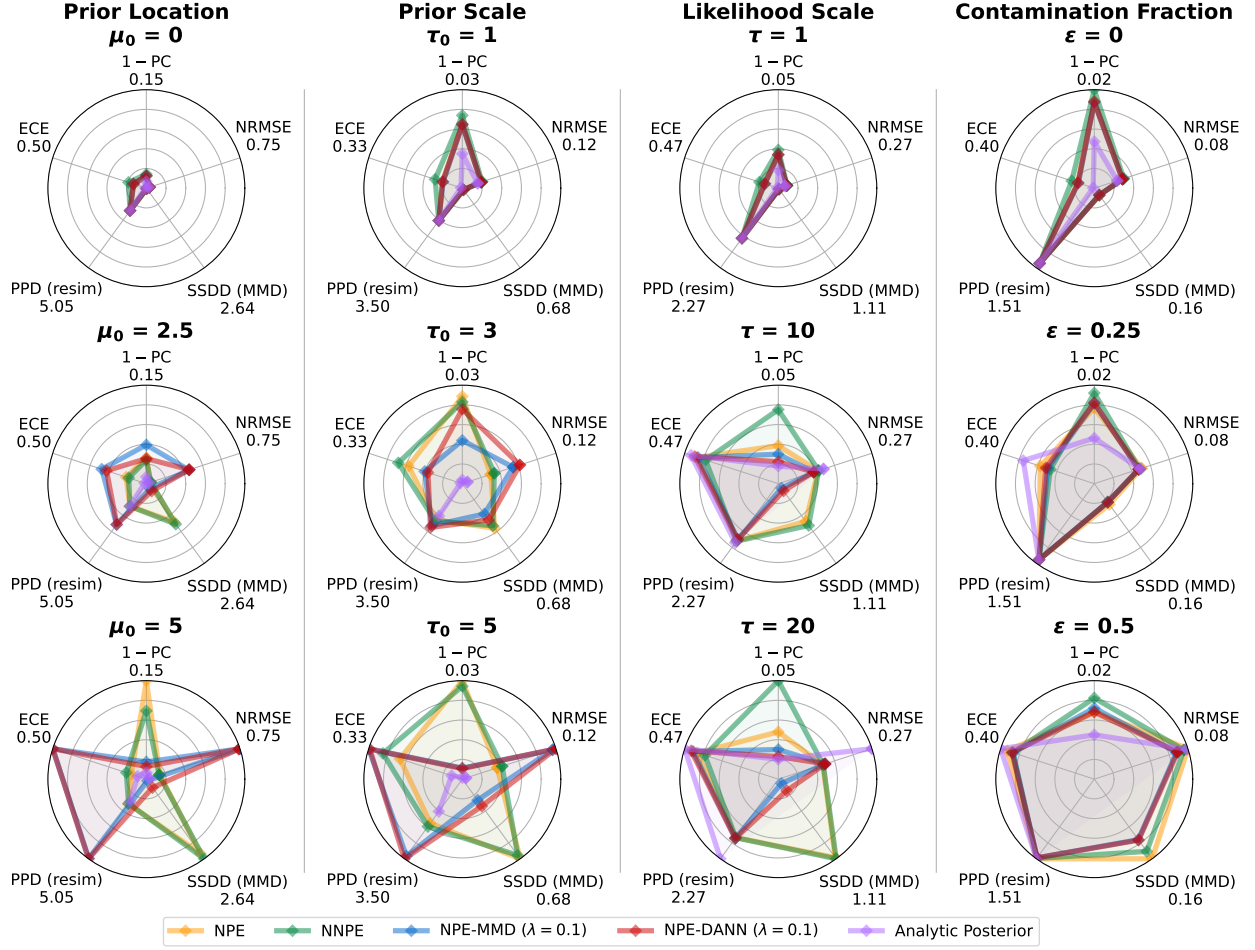 Prior Location
Prior Scale
Likelihood Scale
Contamination Fraction
μ₀ = 0
τ₀ = 1
τ = 1
ε = 0
1 − PC
0.15
1 − PC
0.03
1 − PC
0.05
1 − PC
0.02
ECE
0.50
NRMSE
0.75
ECE
0.33
NRMSE
0.12
ECE
0.47
NRMSE
0.27
ECE
0.40
NRMSE
0.08
PPD (resim)
5.05
SSDD (MMD)
2.64
PPD (resim)
3.50
SSDD (MMD)
0.68
PPD (resim)
2.27
SSDD (MMD)
1.11
PPD (resim)
1.51
SSDD (MMD)
0.16
μ₀ = 2.5
τ₀ = 3
τ = 10
ε = 0.25
1 − PC
0.15
1 − PC
0.03
1 − PC
0.05
1 − PC
0.02
ECE
0.50
NRMSE
0.75
ECE
0.33
NRMSE
0.12
ECE
0.47
NRMSE
0.27
ECE
0.40
NRMSE
0.08
PPD (resim)
5.05
SSDD (MMD)
2.64
PPD (resim)
3.50
SSDD (MMD)
0.68
PPD (resim)
2.27
SSDD (MMD)
1.11
PPD (resim)
1.51
SSDD (MMD)
0.16
μ₀ = 5
τ₀ = 5
τ = 20
ε = 0.5
1 − PC
0.15
1 − PC
0.03
1 − PC
0.05
1 − PC
0.02
ECE
0.50
NRMSE
0.75
ECE
0.33
NRMSE
0.12
ECE
0.47
NRMSE
0.27
ECE
0.40
NRMSE
0.08
PPD (resim)
5.05
SSDD (MMD)
2.64
PPD (resim)
3.50
SSDD (MMD)
0.68
PPD (resim)
2.27
SSDD (MMD)
1.11
PPD (resim)
1.51
SSDD (MMD)
0.16
NPE
NNPE
NPE-MMD (λ = 0.1)
NPE-DANN (λ = 0.1)
Analytic Posterior